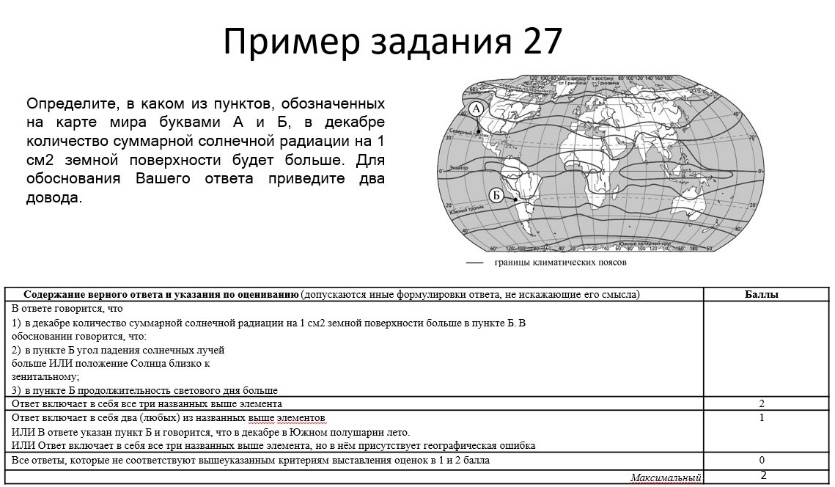 Пример задания 27
Определите, в каком из пунктов, обозначенных
на карте мира буквами А и Б, в декабре
количество суммарной солнечной радиации на 1
см2 земной поверхности будет больше. Для
обоснования Вашего ответа приведите два
довода.
А
Б
Экватор
Южный тропик
границы климатических поясов
Содержание верного ответа и указания по оцениванию (допускаются иные формулировки ответа, не искажающие его смысла)
Баллы
В ответе говорится, что
1) в декабре количество суммарной солнечной радиации на 1 см2 земной поверхности больше в пункте Б. В
обосновании говорится, что:
2) в пункте Б угол падения солнечных лучей
больше ИЛИ положение Солнца близко к
зенитальному;
3) в пункте Б продолжительность светового дня больше
Ответ включает в себя все три названных выше элемента
2
Ответ включает в себя два (любых) из названных выше элементов
1
ИЛИ В ответе указан пункт Б и говорится, что в декабре в Южном полушарии лето.
ИЛИ Ответ включает в себя все три названных выше элемента, но в нём присутствует географическая ошибка
Все ответы, которые не соответствуют вышеуказанным критериям выставления оценок в 1 и 2 балла
0
Максимальный
2